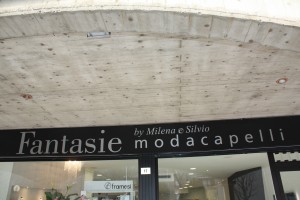 Fantasie by Milena e Silvio
modacapelli
framesi